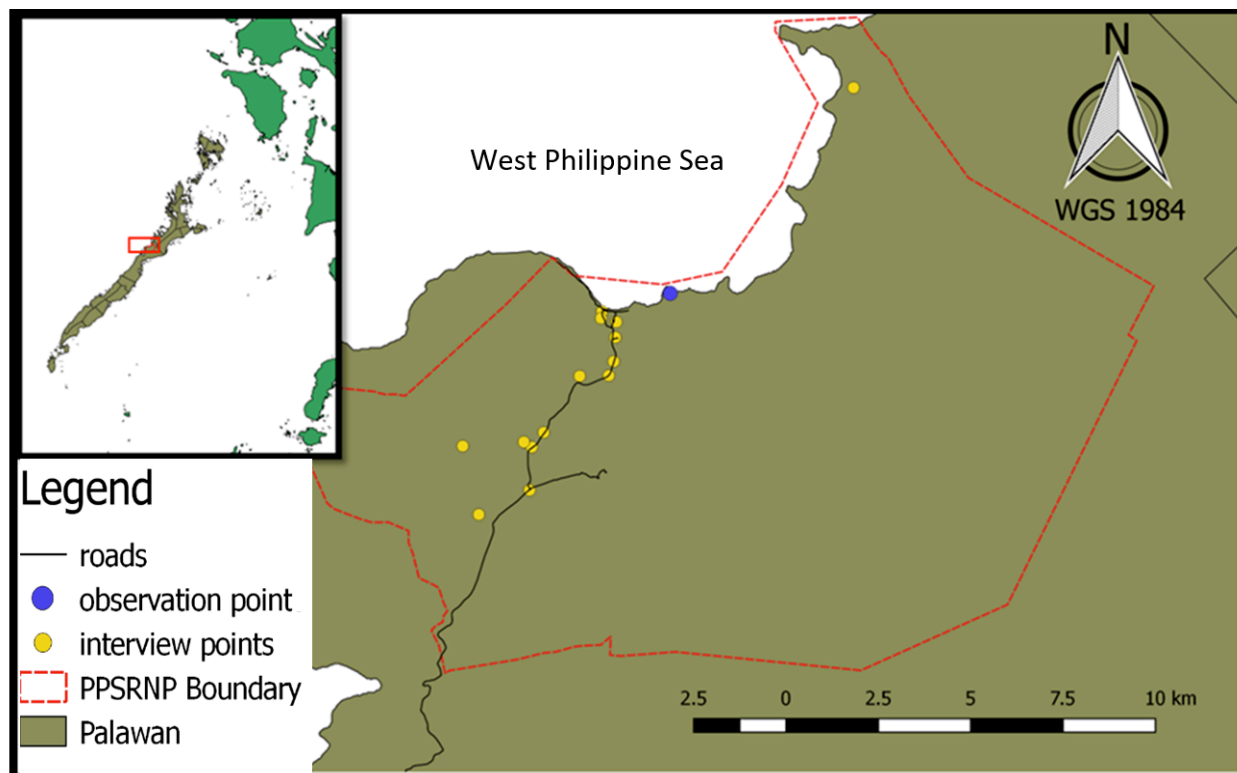 West Philippine Sea
N
WGS 1984
Legend
roads
observation point
interview points
PPSRNP Boundary
Palawan
2.5 0 2.5 5 7.5 10 km